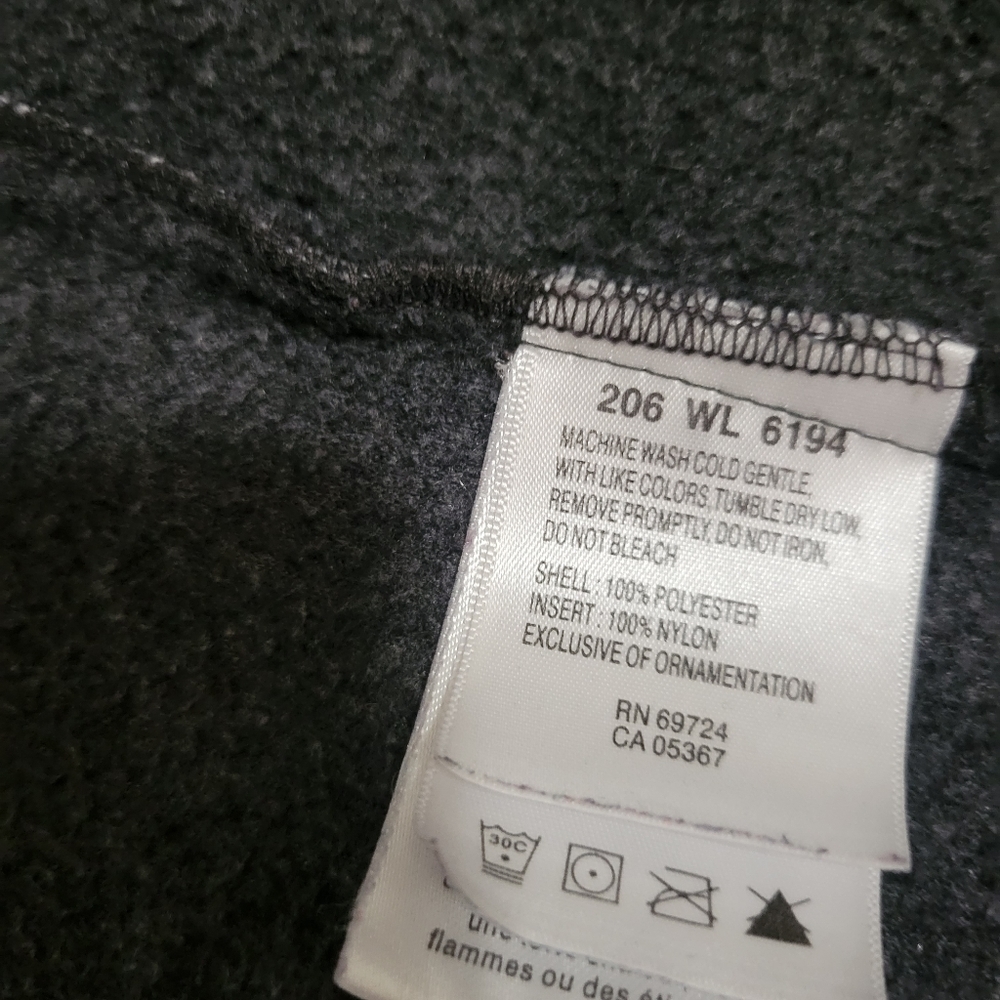 206 WL 6194
MACHINE WASH COLD GENTLE,
WITH LIKE COLORS. TUMBLE DRY LOW,
REMOVE PROMPTLY. DO NOT IRON,
DO NOT BLEACH
SHELL : 100% POLYESTER
INSERT : 100% NYLON
EXCLUSIVE OF ORNAMENTATION
RN 69724
CA 05367
30C
une
flammes ou des